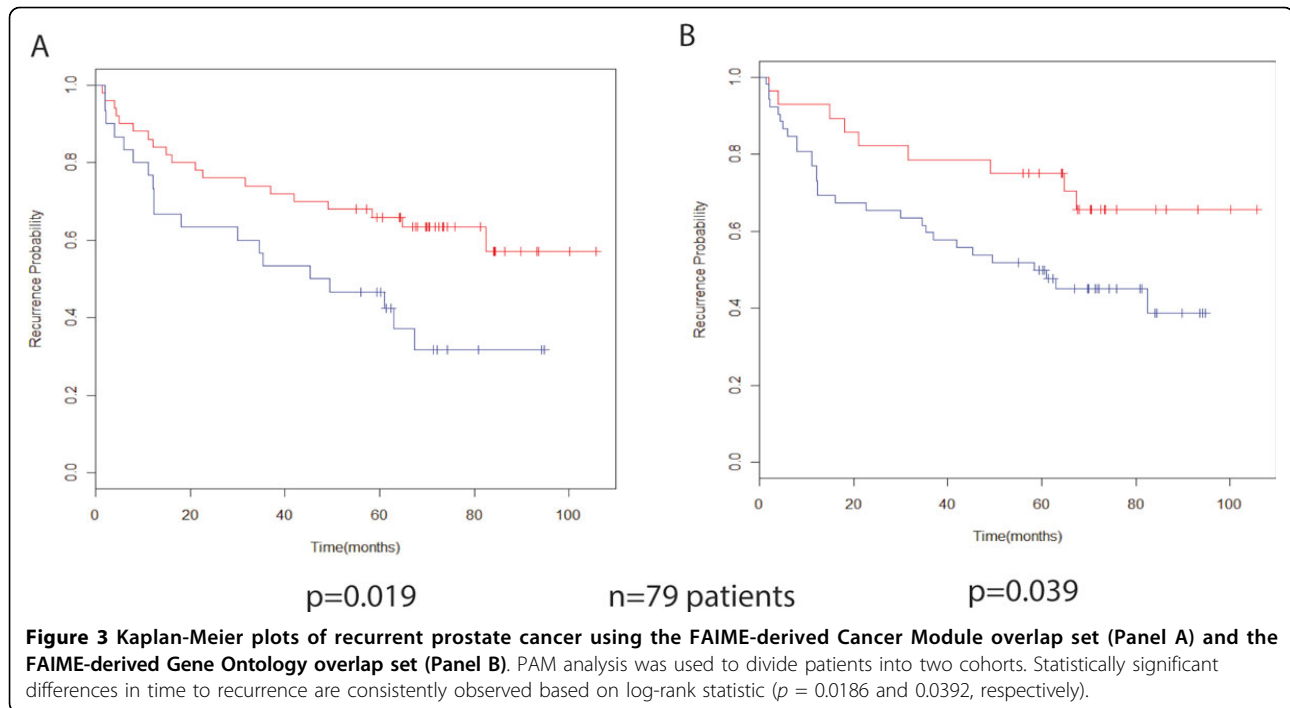 A
B
Recurrence Probability
1.0
0.8
0.6
0.4
0.2
0.0
0 20 40 60 80 100
Time(months)
Recurrence Probability
1.0
0.8
0.6
0.4
0.2
0.0
0 20 40 60 80 100
Time(months)
p=0.019 n=79 patients p=0.039
Figure 3 Kaplan-Meier plots of recurrent prostate cancer using the FAIME-derived Cancer Module overlap set (Panel A) and the
FAIME-derived Gene Ontology overlap set (Panel B). PAM analysis was used to divide patients into two cohorts. Statistically significant
differences in time to recurrence are consistently observed based on log-rank statistic (p = 0.0186 and 0.0392, respectively).